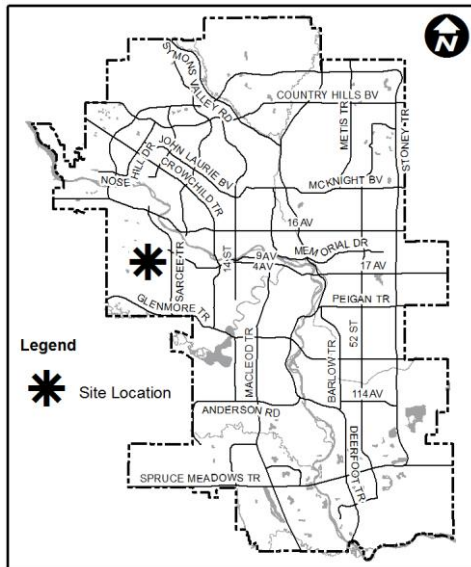 N
SYMONS VALLEY RD
COUNTRY HILLS BV
METIS TR
STONEY TR
JOHN LAURIE BV
CROWCHILD TR
NOSE HILL DR
MCKNIGHT BV
16 AV
SARCEE TR
14 ST
9AV
4AV
MEMORIAL DR
17 AV
PEIGAN TR
GLENMORE TR
Legend
Site Location
MACLEOD TR
BARLOW TR
52 ST
114 AV
ANDERSON RD
DEERFOOT TR
SPRUCE MEADOWS TR